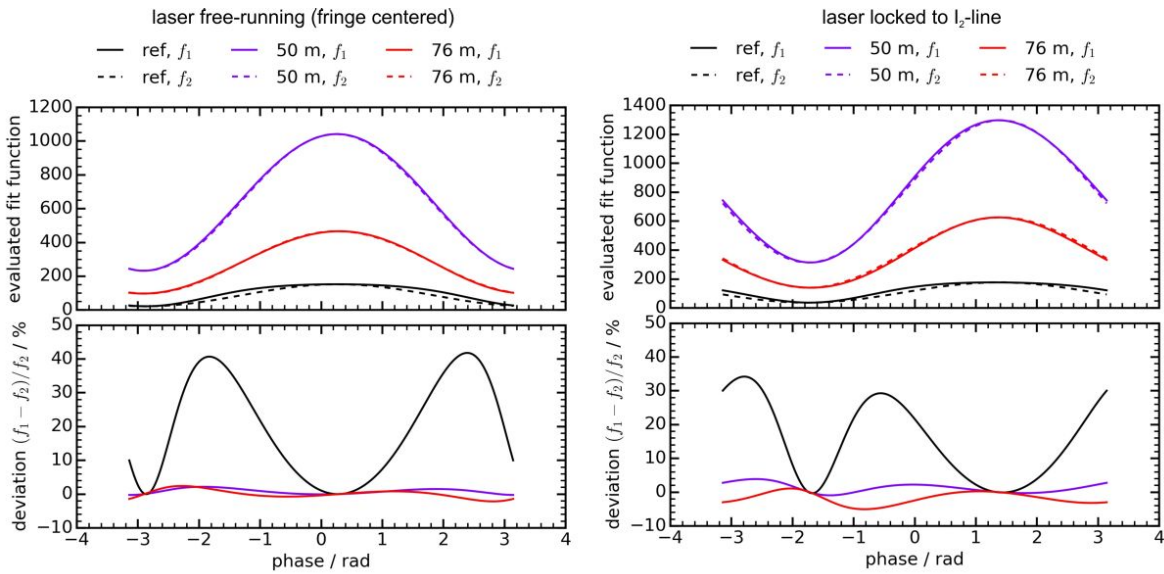 laser free-running (fringe centered)
ref, f₁ 50 m, f₁ 76 m, f₁
ref, f₂ 50 m, f₂ 76 m, f₂
1200
1000
800
600
400
200
0
evaluated fit function
50
40
30
20
10
0
−10
deviation (f₁ − f₂)/f₂ / %
−4 −3 −2 −1 0 1 2 3 4
phase / rad
laser locked to I₂-line
ref, f₁ 50 m, f₁ 76 m, f₁
ref, f₂ 50 m, f₂ 76 m, f₂
1400
1200
1000
800
600
400
200
0
evaluated fit function
50
40
30
20
10
0
−10
deviation (f₁ − f₂)/f₂ / %
−4 −3 −2 −1 0 1 2 3 4
phase / rad